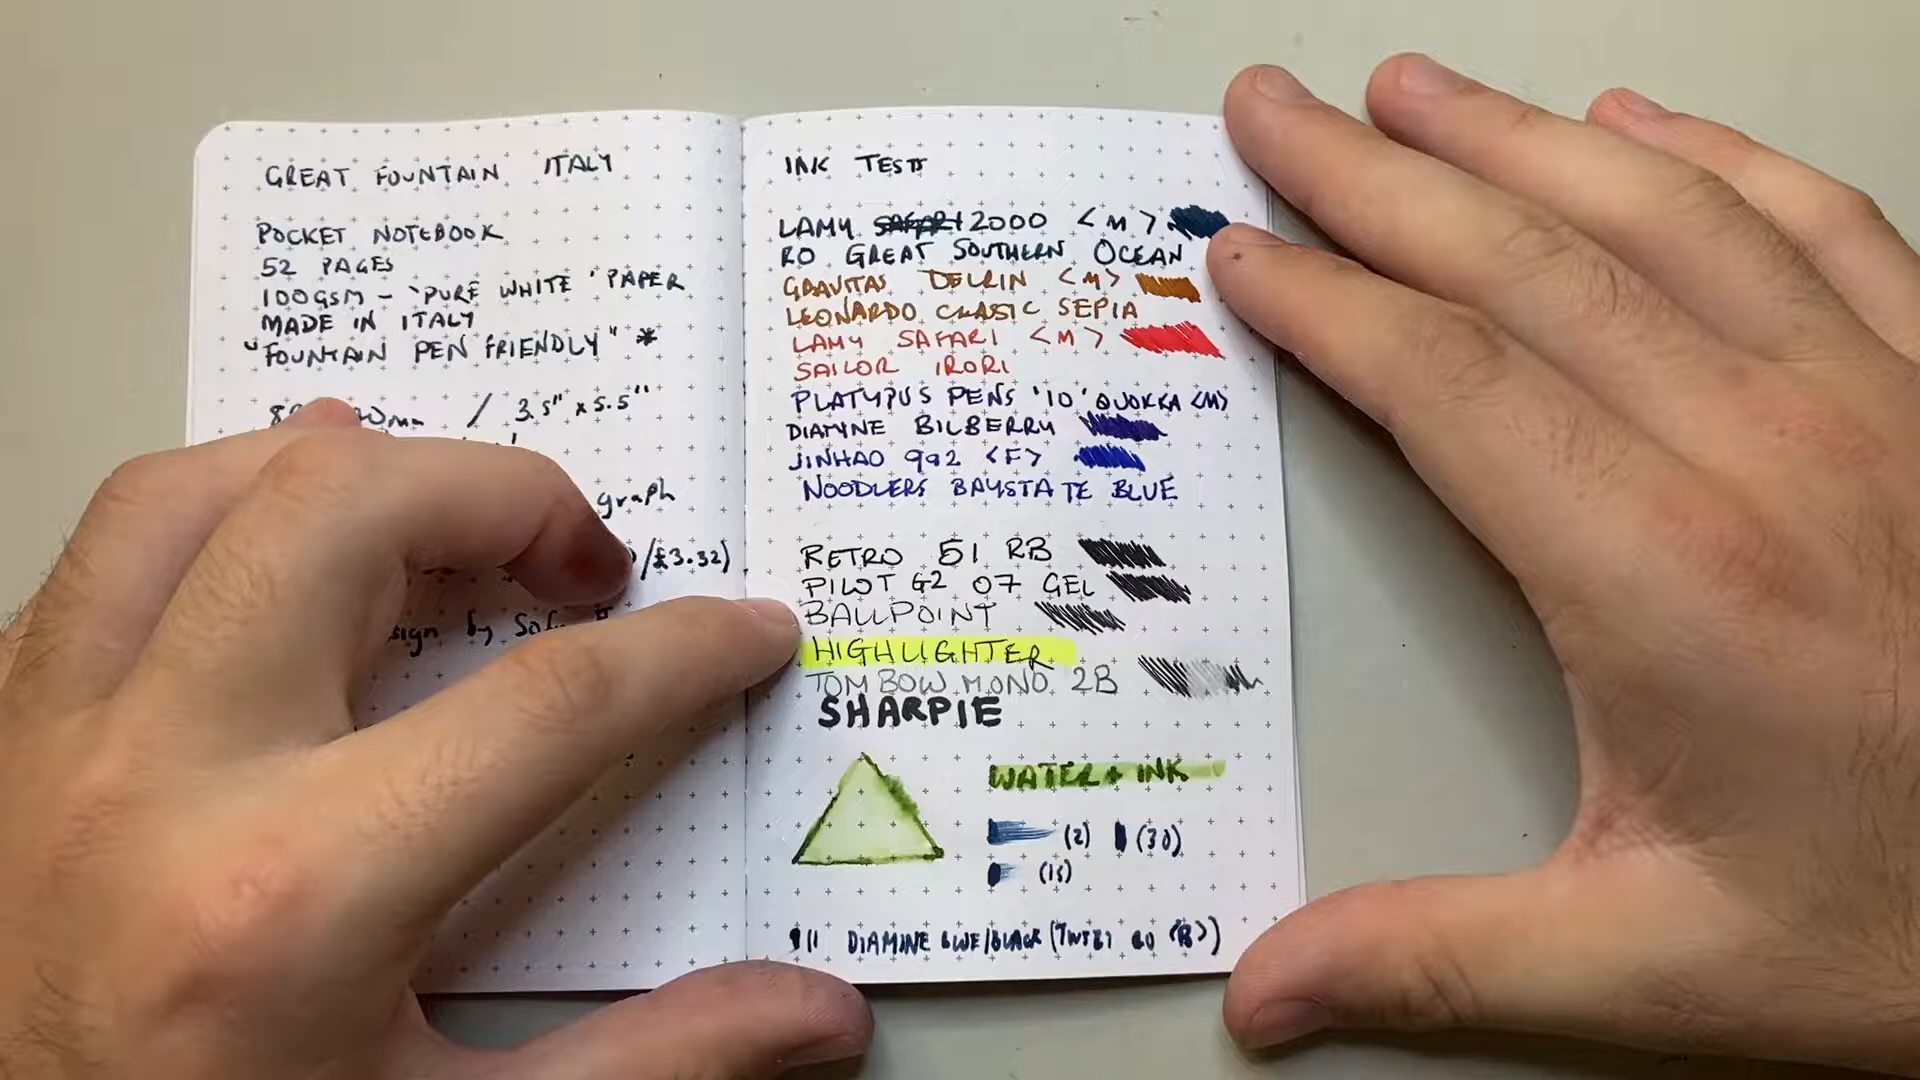 GREAT FOUNTAIN ITALY
POCKET NOTEBOOK
52 PAGES
100GSM - 'PURE WHITE' PAPER
MADE IN ITALY
"FOUNTAIN PEN FRIENDLY" *
/ 3.5" x 5.5"
graph
/£3.32)
by
INK TESTS
LAMY SAFARI 2000 <M>
RO GREAT SOUTHERN OCEAN
GRAVITAS DELRIN <M>
LEONARDO CLASSIC SEPIA
LAMY SAFARI <M>
SAILOR IRORI
PLATYPUS PENS '10' QUOKKA <M>
DIAMINE BILBERRY
JINHAO 992 <F>
NOODLERS BAYSTATE BLUE
RETRO 51 RB
PILOT G2 07 GEL
BALLPOINT
HIGHLIGHTER
TOMBOW MONO 2B
SHARPIE
WATER + INK
(2) (30)
(15)
DIAMINE BLUE/BLACK (TWSBI GO <B>)